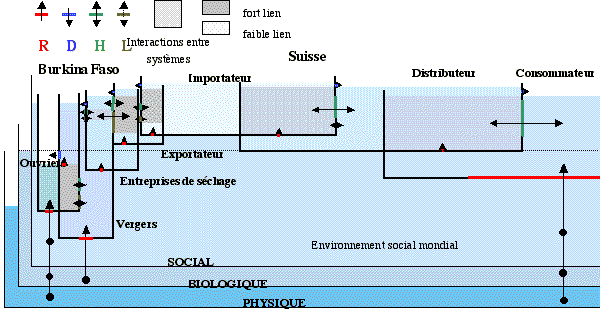 fort lien
faible lien
R D H L
Interactions entre
systèmes
Suisse
Burkina Faso
Importateur
Distributeur
Consommateur
Exportateur
Ouvriers
Entreprises de séchage
Vergers
Environnement social mondial
SOCIAL
BIOLOGIQUE
PHYSIQUE